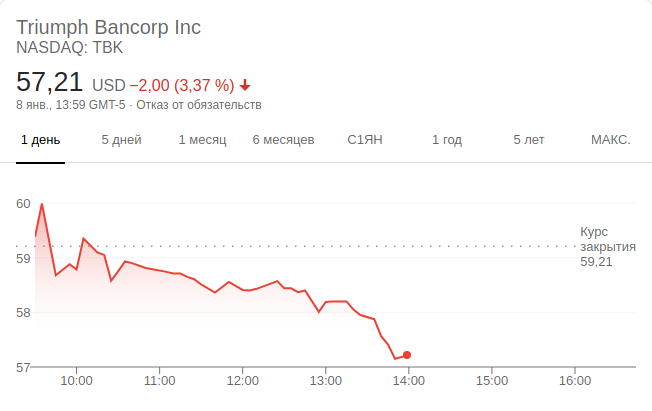 Triumph Bancorp Inc
NASDAQ: TBK
57,21 USD −2,00 (3,37 %)
8 янв., 13:59 GMT-5 · Отказ от обязательств
1 день 5 дней 1 месяц 6 месяцев С1ЯН 1 год 5 лет МАКС.
60
Курс
закрытия
59,21
59
58
57
10:00 11:00 12:00 13:00 14:00 15:00 16:00